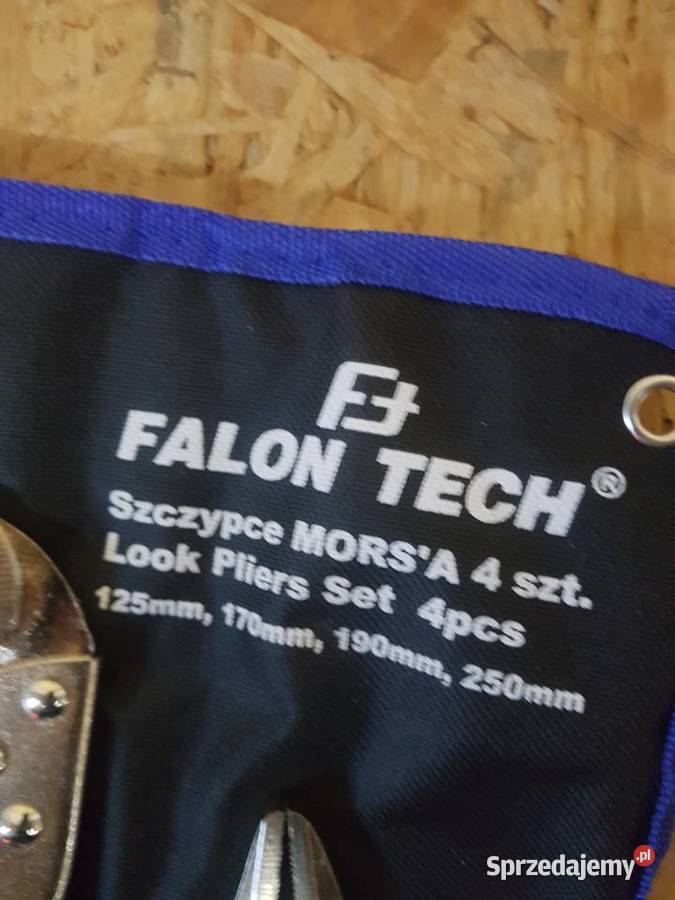 Ft
FALON TECH®
Szczypce MORS'A 4 szt.
Look Pliers Set 4pcs
125mm, 170mm, 190mm, 250mm
Sprzedajemy.pl